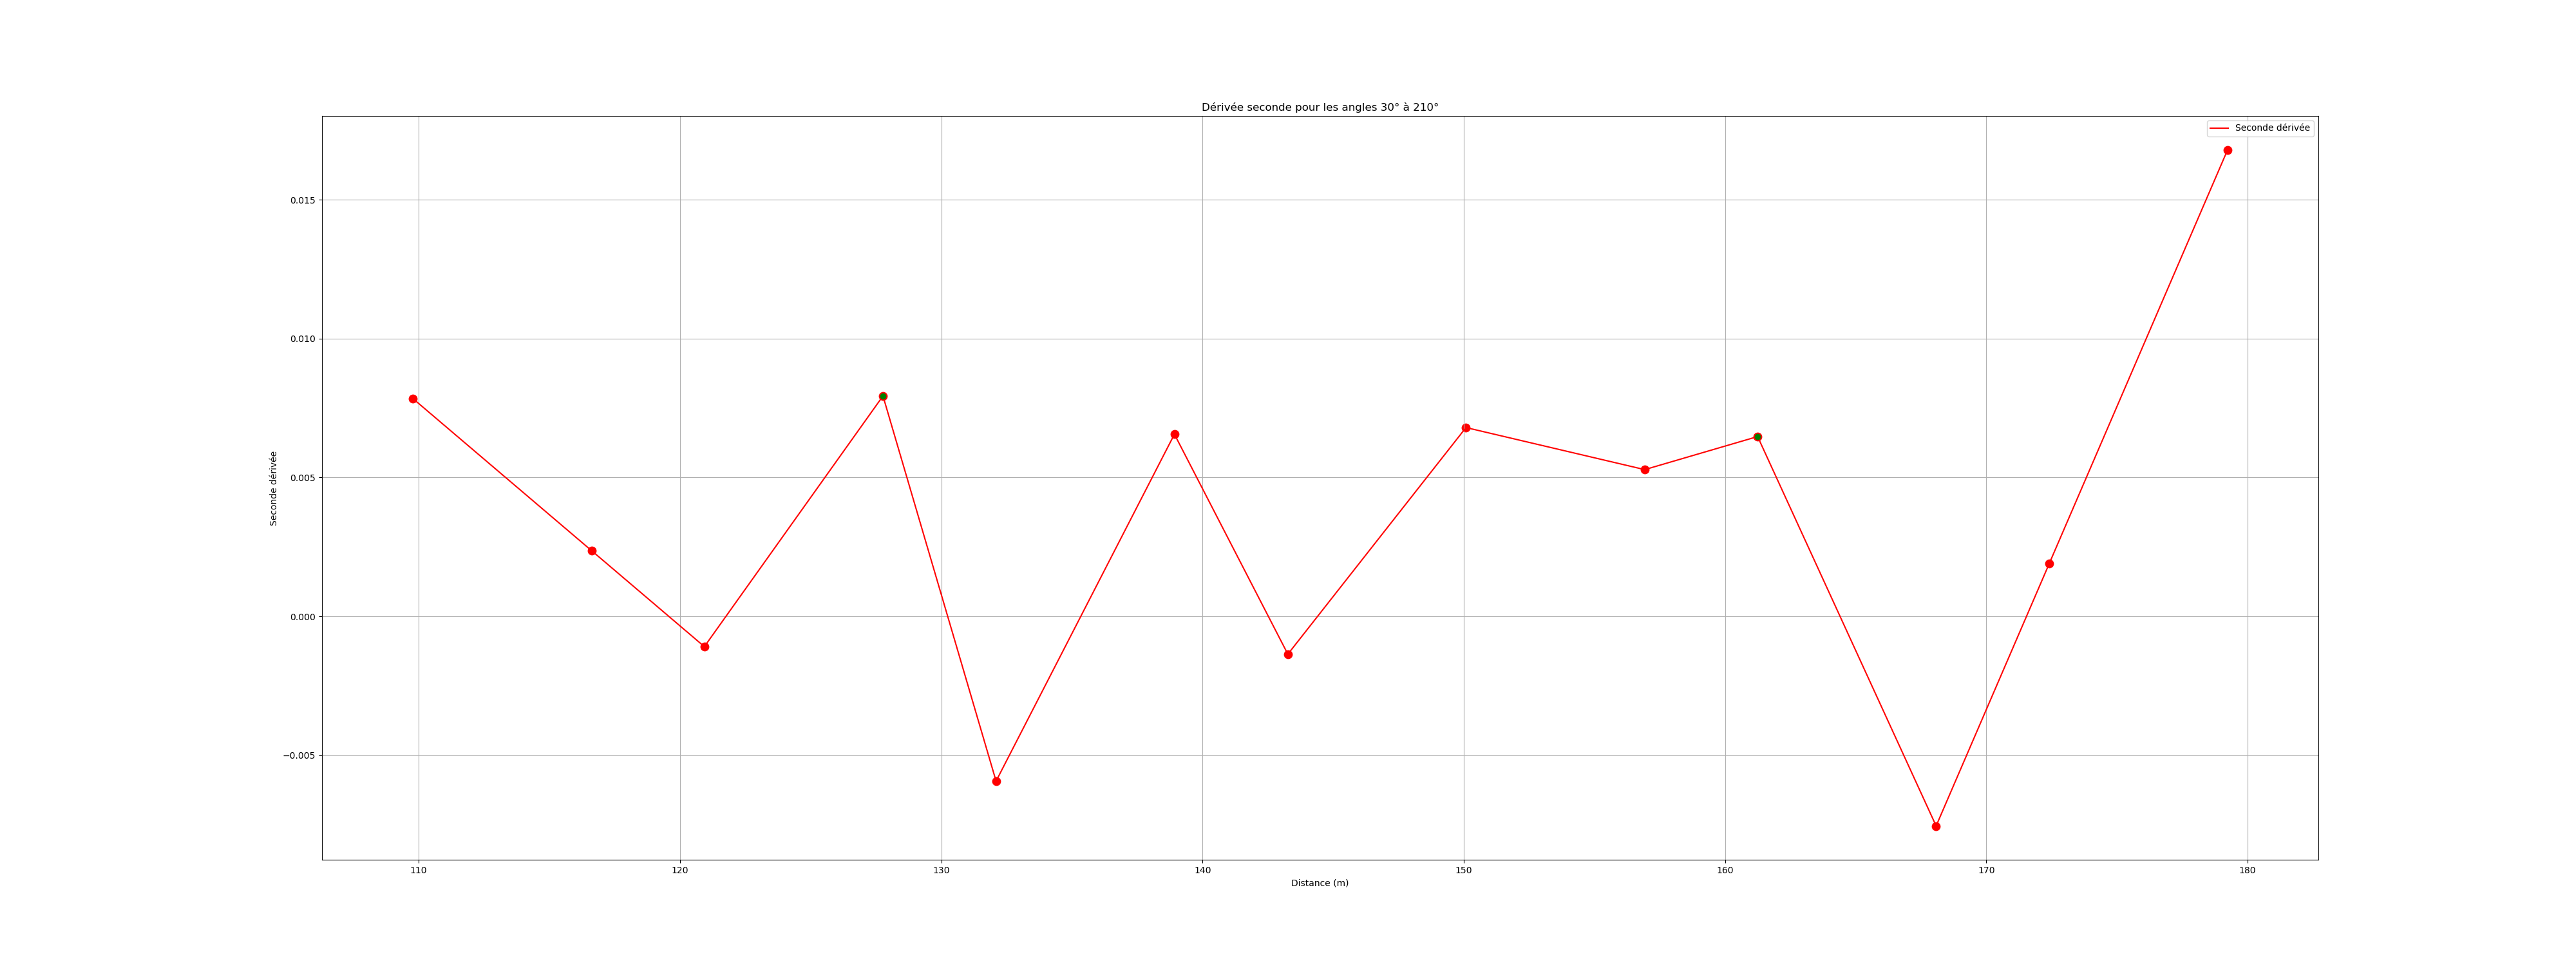 Dérivée seconde pour les angles 30° à 210°
Seconde dérivée
0.015
0.010
0.005
0.000
−0.005
Seconde dérivée
110 120 130 140 150 160 170 180
Distance (m)